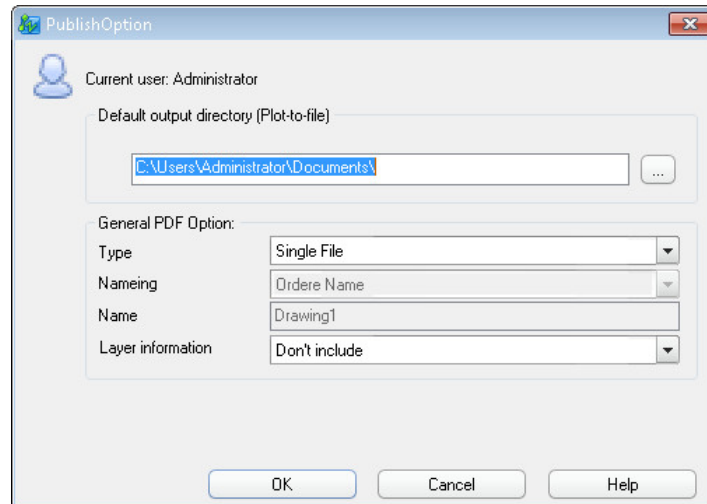 PublishOption
Current user: Administrator
Default output directory (Plot-to-file)
C:\Users\Administrator\Documents\
...
General PDF Option:
Type Single File
Nameing Ordere Name
Name Drawing1
Layer information Don't include
OK Cancel Help